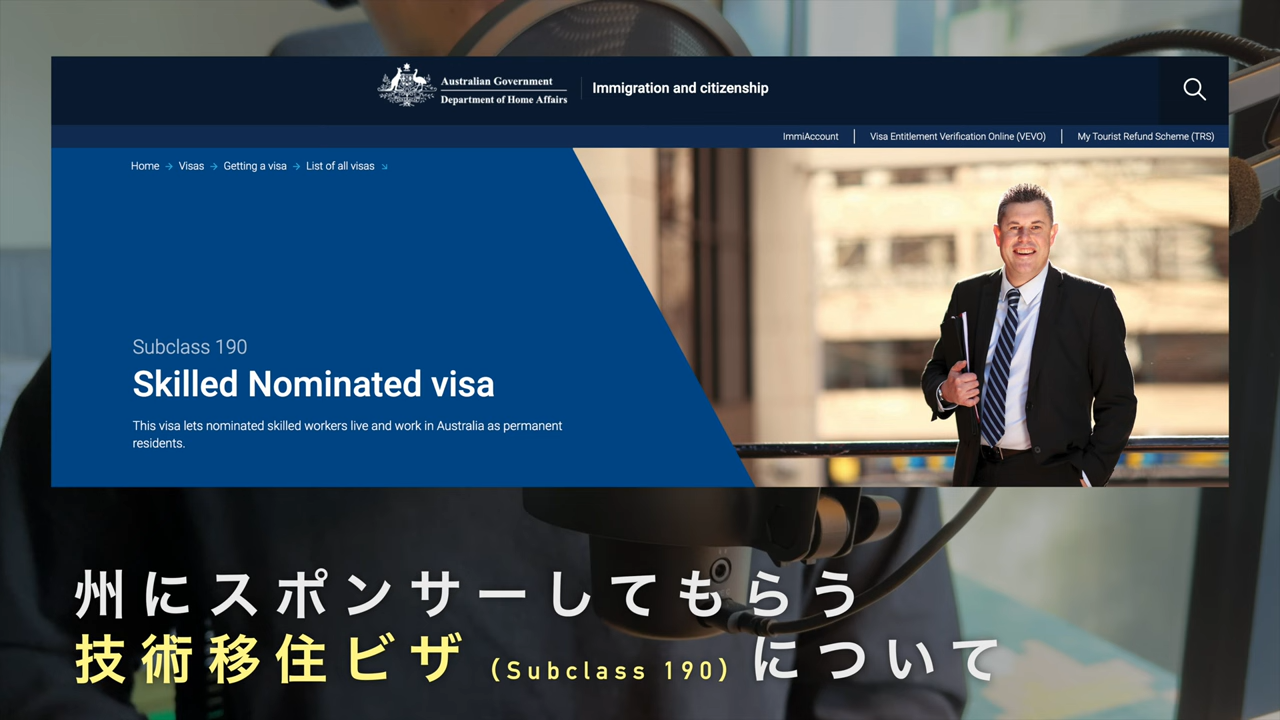 Australian Government
Department of Home Affairs
Immigration and citizenship
ImmiAccount
Visa Entitlement Verification Online (VEVO)
My Tourist Refund Scheme (TRS)
Home → Visas → Getting a visa → List of all visas ↘
Subclass 190
Skilled Nominated visa
This visa lets nominated skilled workers live and work in Australia as permanent
residents.
州にスポンサーしてもらう
技術移住ビザ (Subclass 190) について